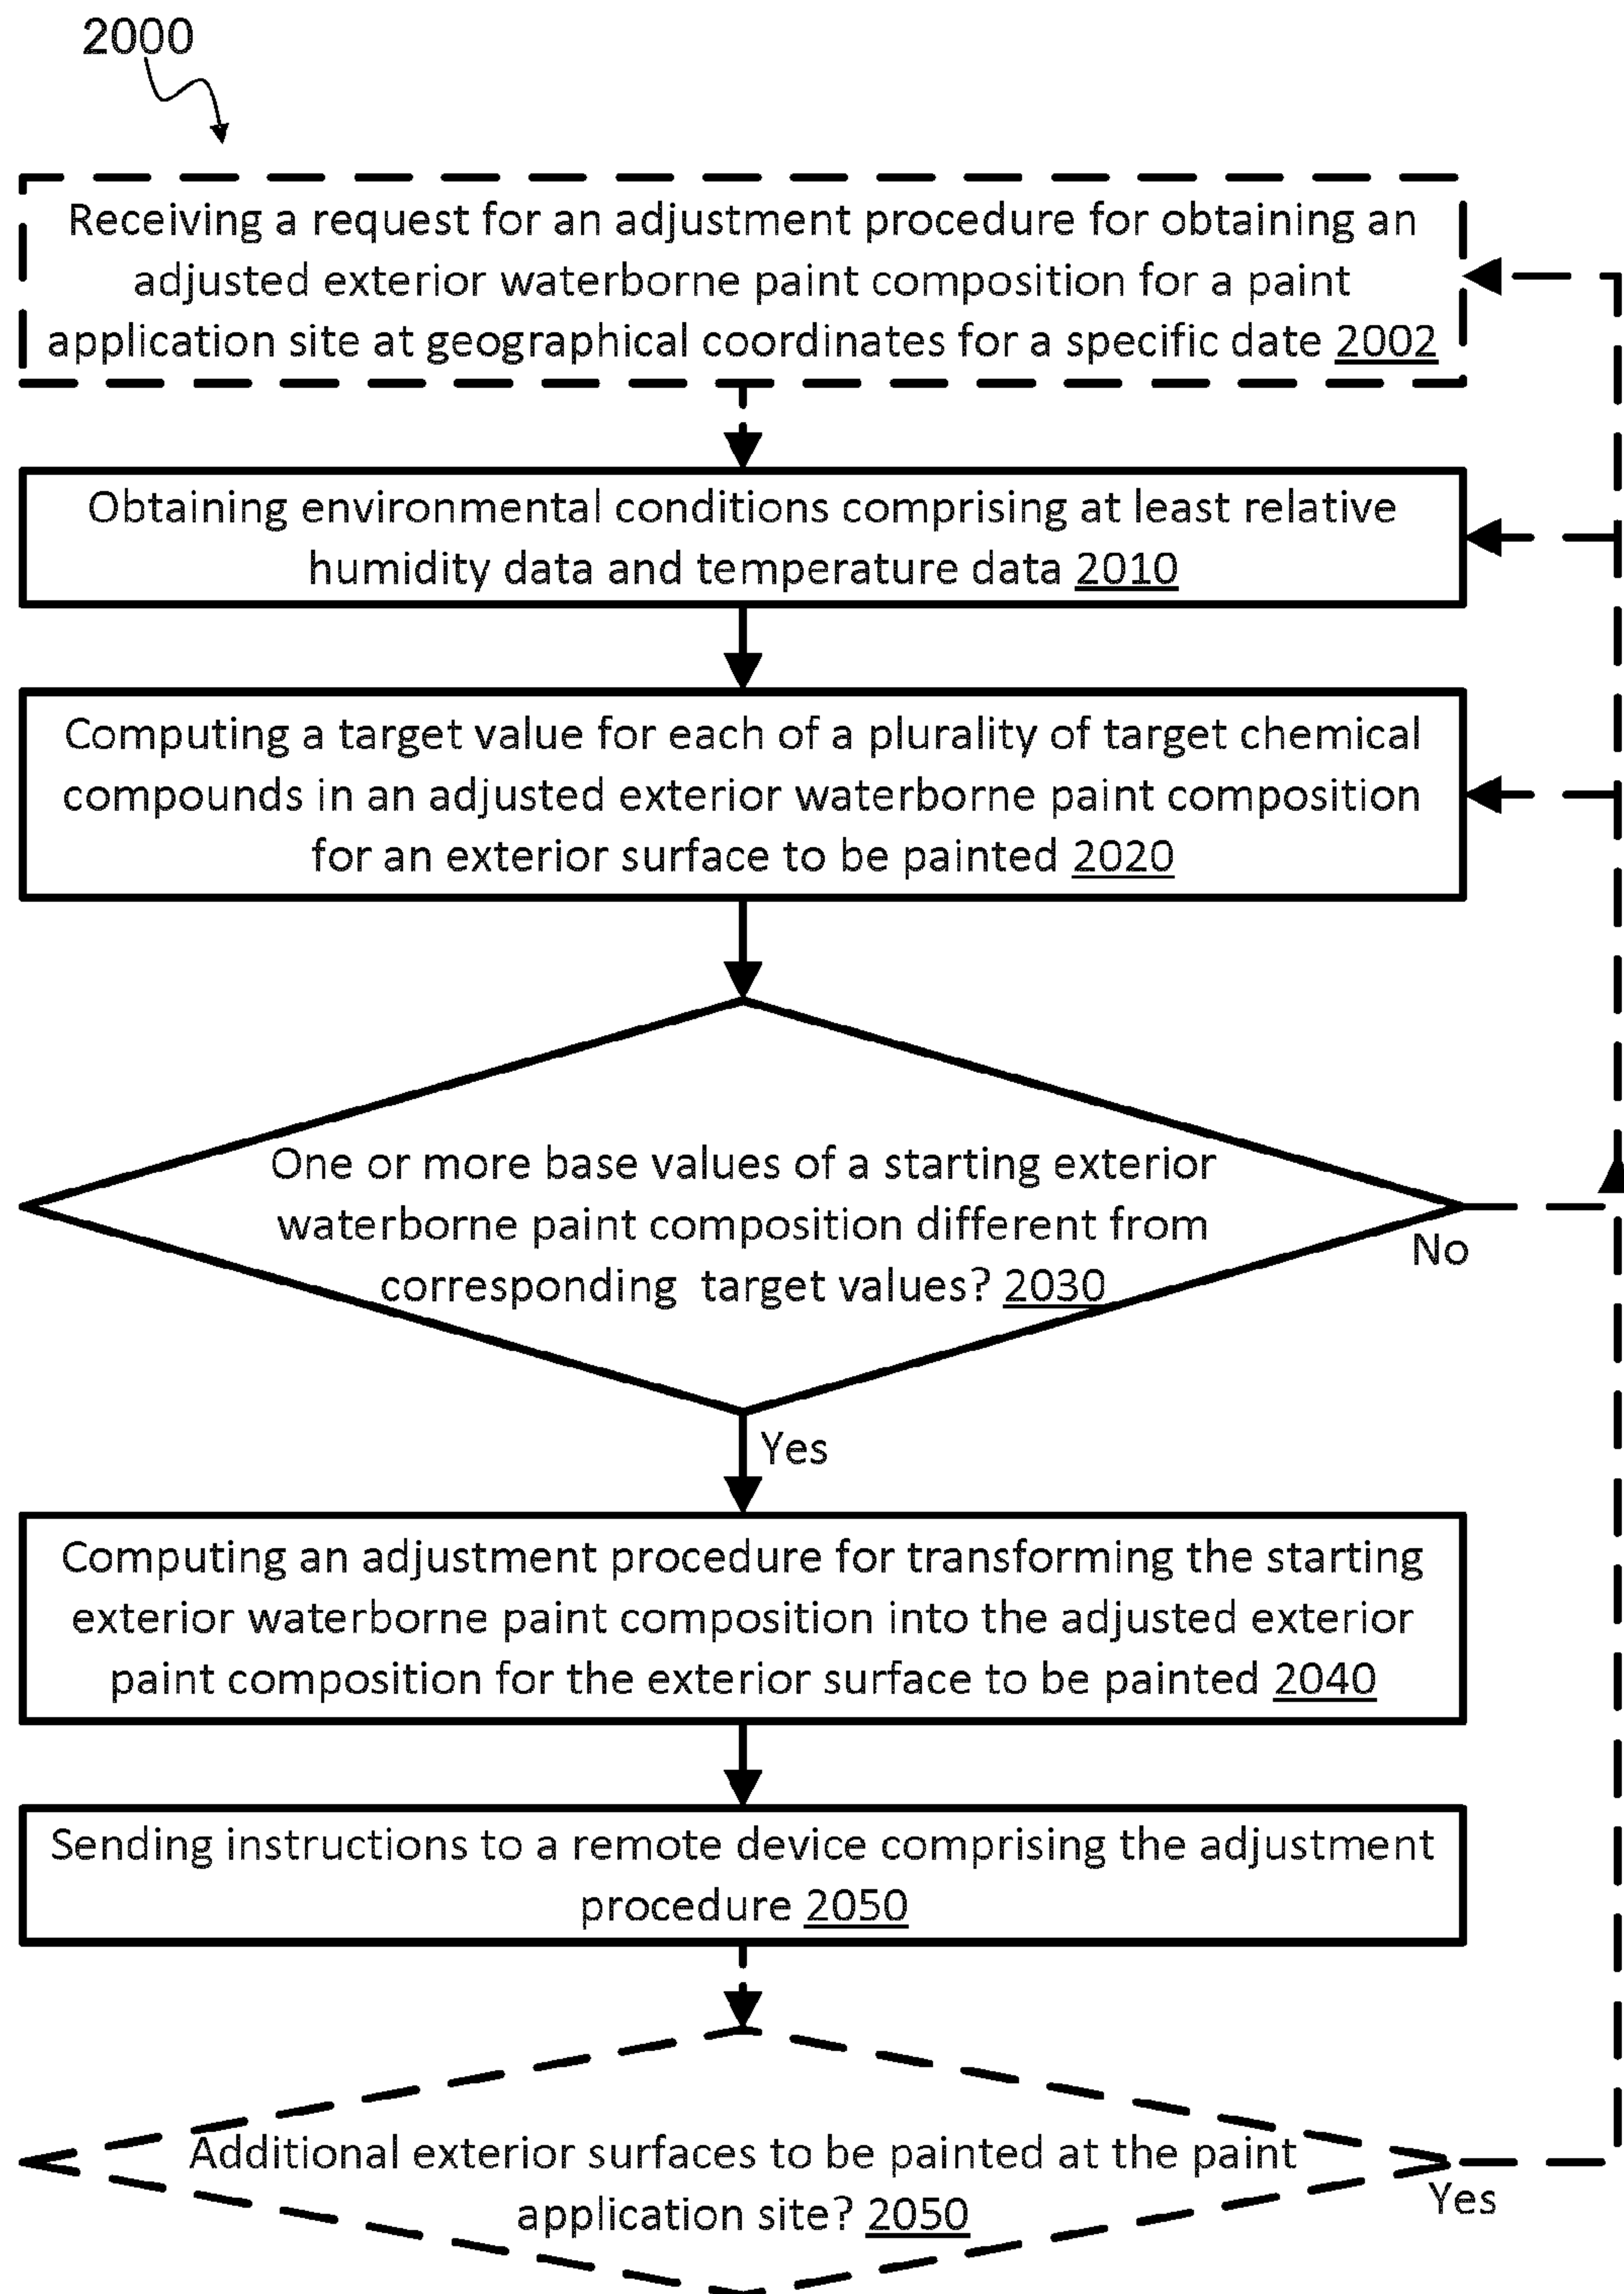 2000
Receiving a request for an adjustment procedure for obtaining an
adjusted exterior waterborne paint composition for a paint
application site at geographical coordinates for a specific date 2002
Obtaining environmental conditions comprising at least relative
humidity data and temperature data 2010
Computing a target value for each of a plurality of target chemical
compounds in an adjusted exterior waterborne paint composition
for an exterior surface to be painted 2020
One or more base values of a starting exterior
waterborne paint composition different from
corresponding target values? 2030
No
Yes
Computing an adjustment procedure for transforming the starting
exterior waterborne paint composition into the adjusted exterior
paint composition for the exterior surface to be painted 2040
Sending instructions to a remote device comprising the adjustment
procedure 2050
Additional exterior surfaces to be painted at the paint
application site? 2050
Yes